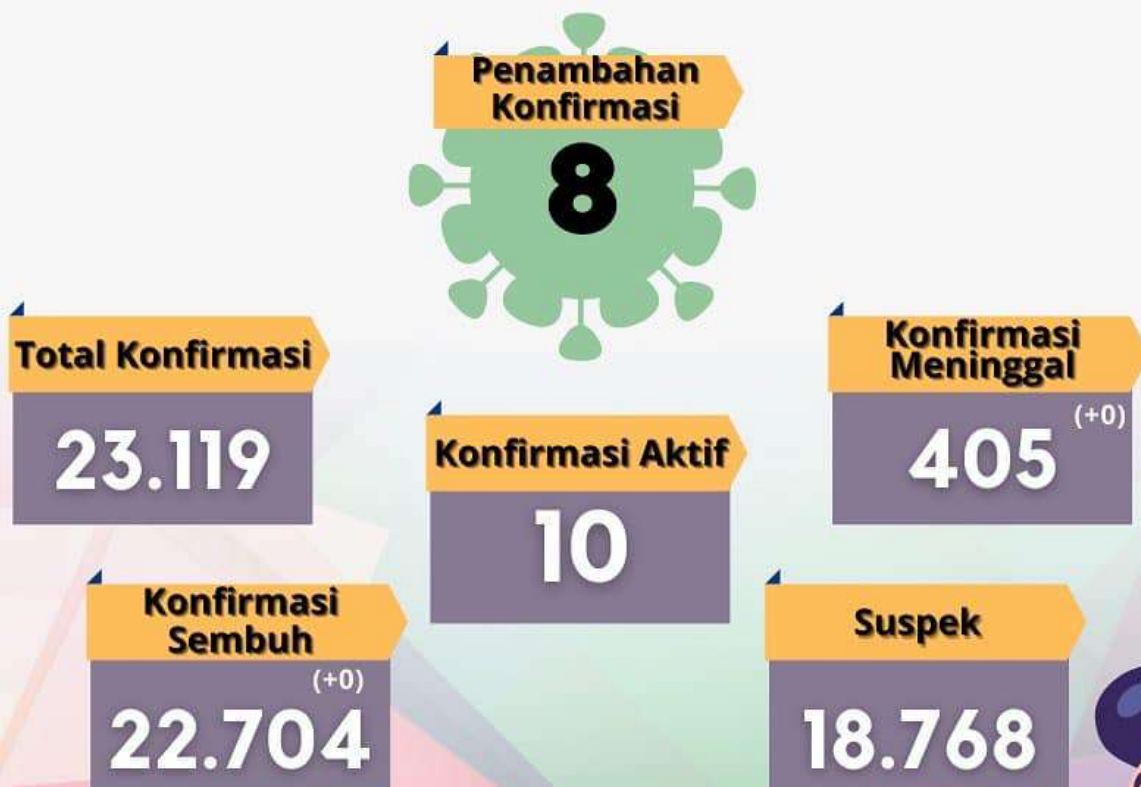 Penambahan
Konfirmasi
8
Total Konfirmasi
23.119
Konfirmasi Aktif
10
Konfirmasi
Meninggal
(+0)
405
Konfirmasi
Sembuh
(+0)
22.704
Suspek
18.768